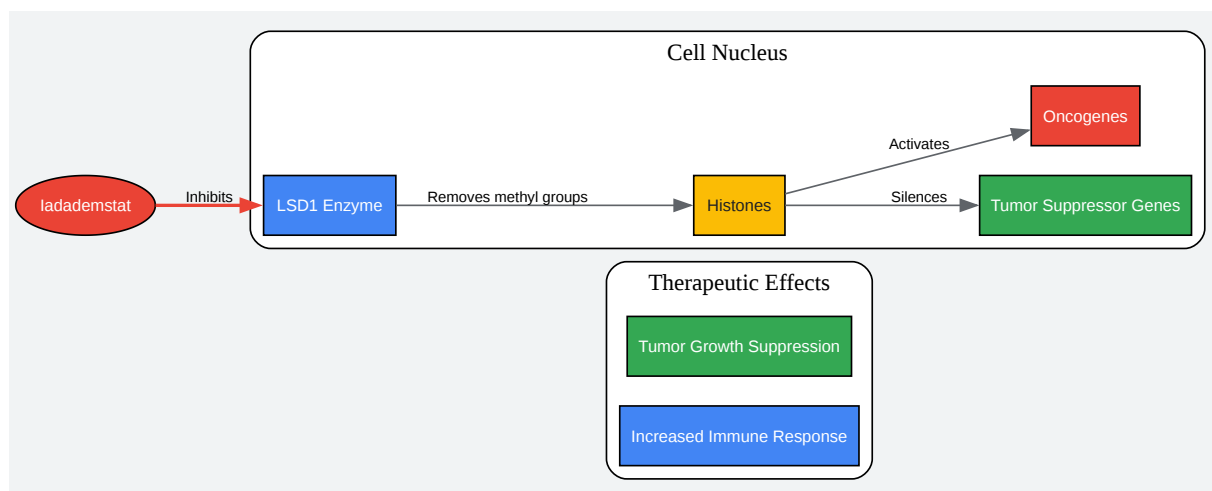 Cell Nucleus
Oncogenes
Activates
Iadademstat
Inhibits
LSD1 Enzyme
Removes methyl groups
Histones
Silences
Tumor Suppressor Genes
Therapeutic Effects
Tumor Growth Suppression
Increased Immune Response